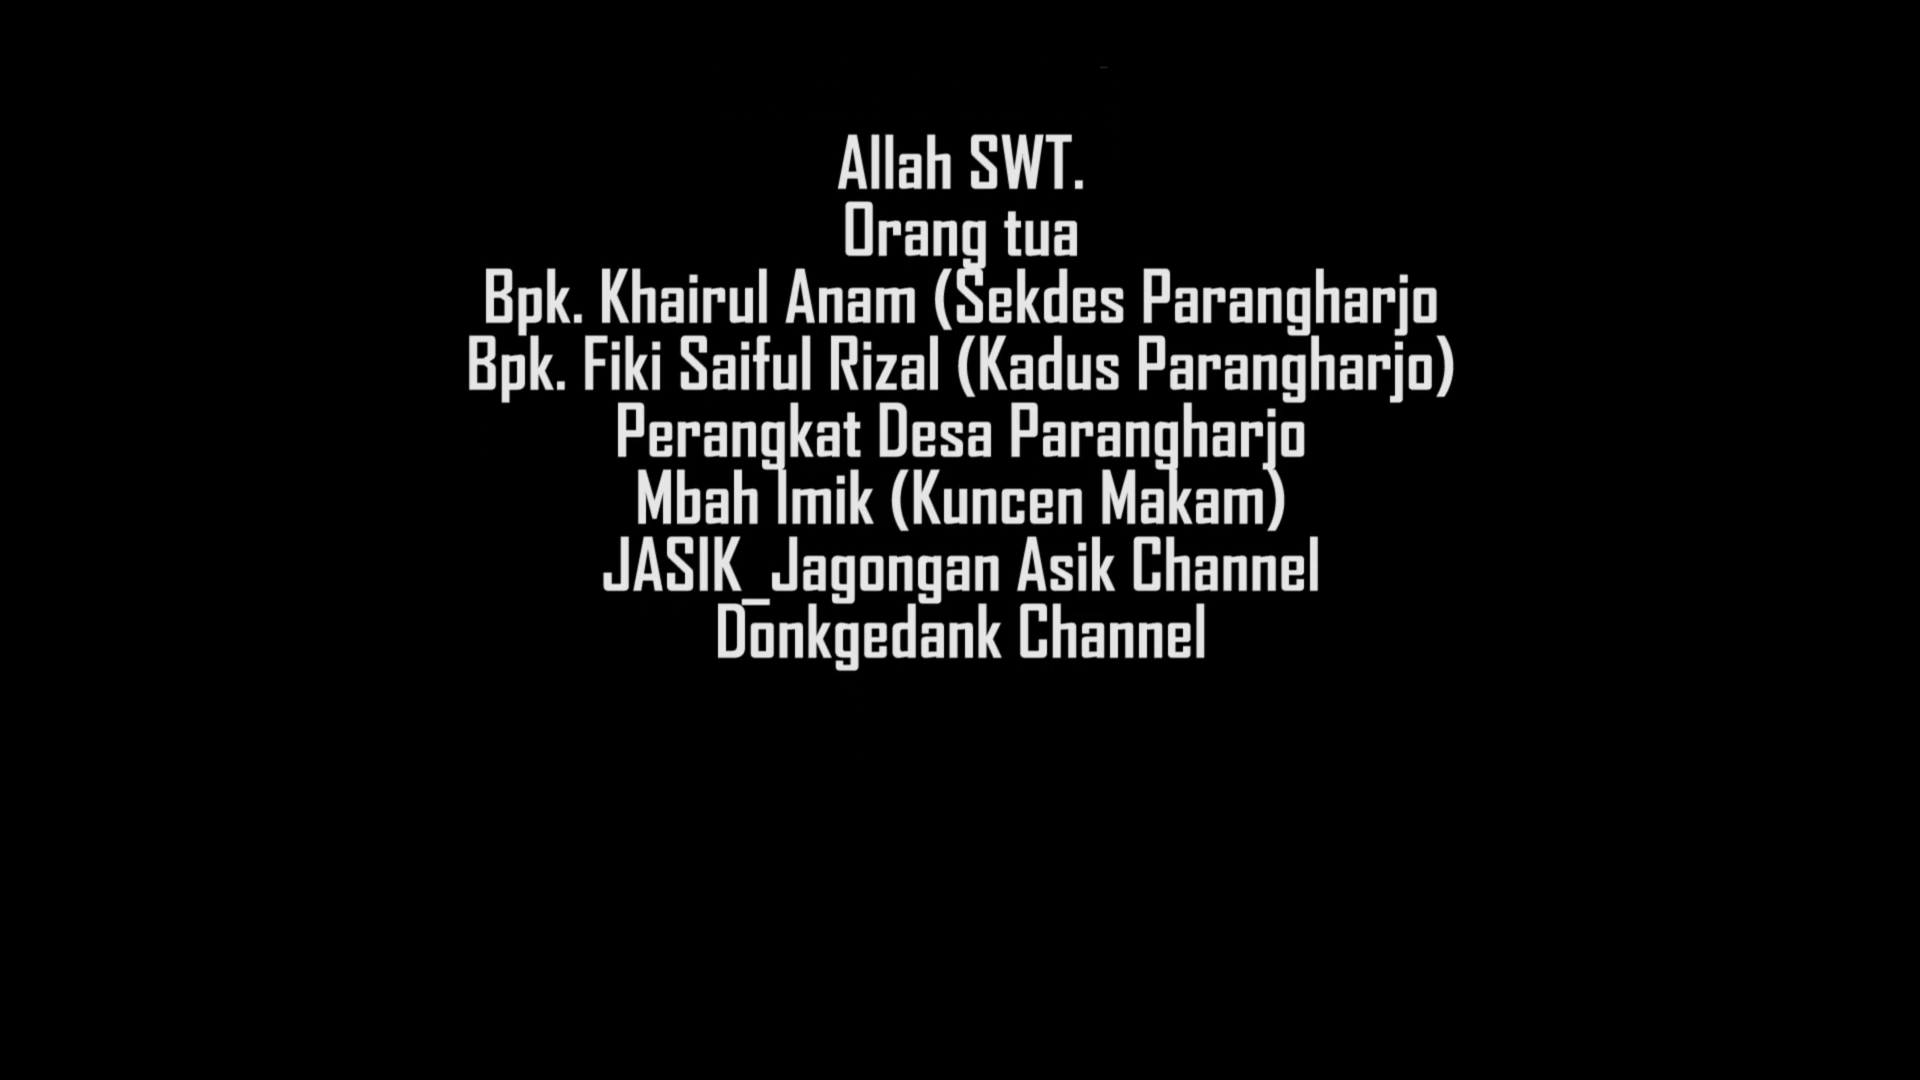 Allah SWT.
Orang tua
Bpk. Khairul Anam (Sekdes Parangharjo
Bpk. Fiki Saiful Rizal (Kadus Parangharjo)
Perangkat Desa Parangharjo
Mbah Imik (Kuncen Makam)
JASIK_Jagongan Asik Channel
Donkgedank Channel